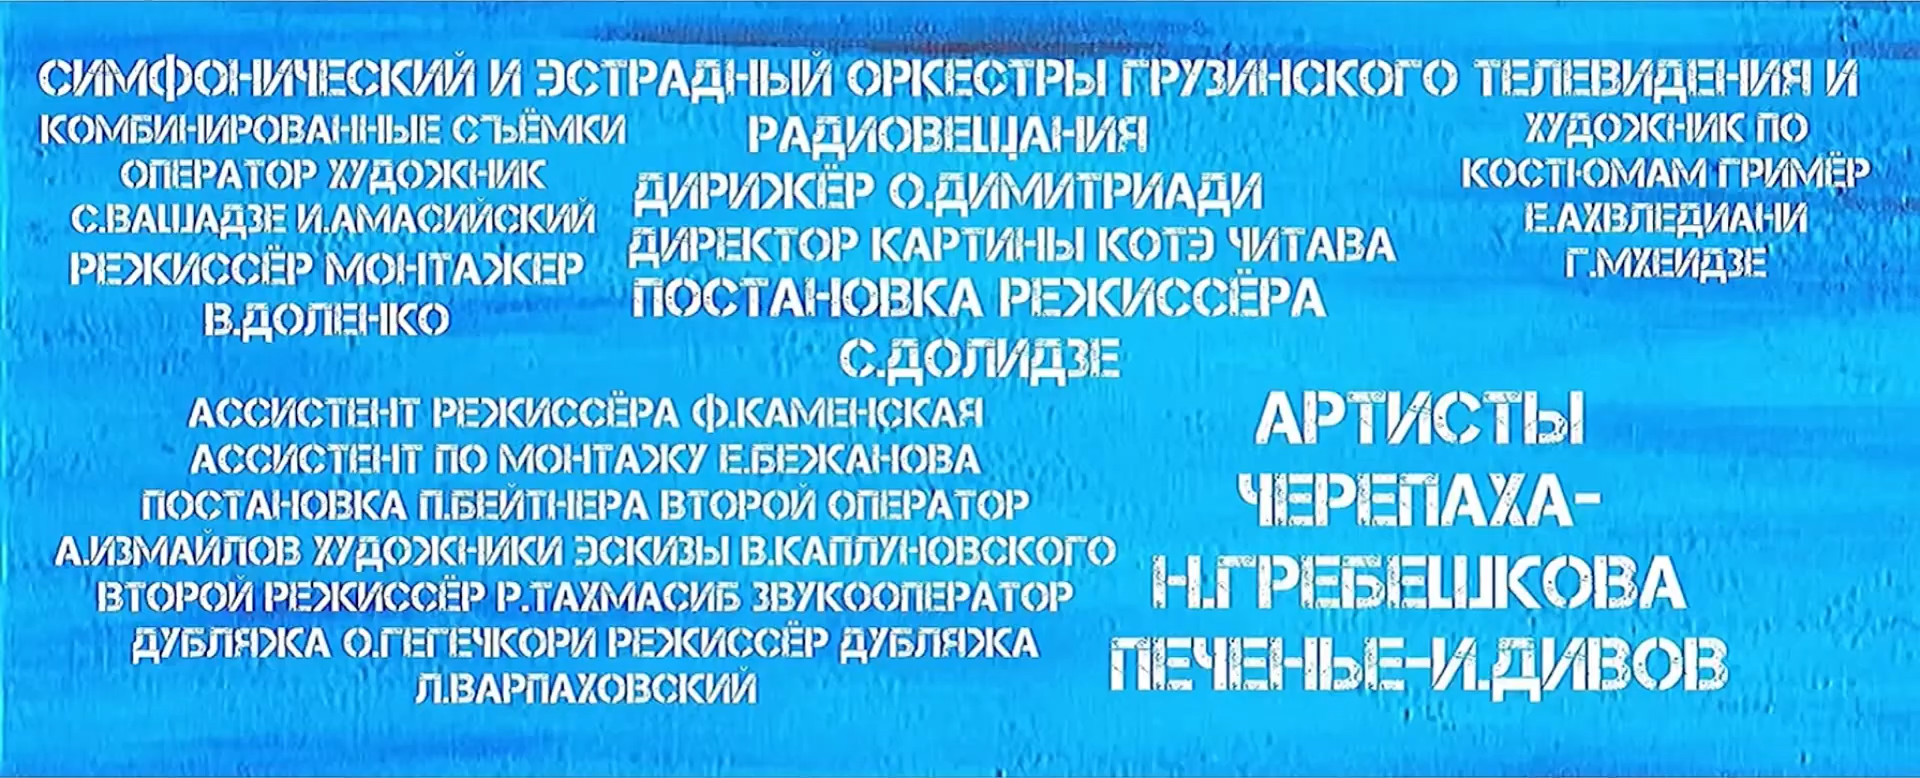 СИМФОНИЧЕСКИЙ И ЭСТРАДНЫЙ ОРКЕСТРЫ ГРУЗИНСКОГО ТЕЛЕВИДЕНИЯ И
РАДИОВЕЩАНИЯ
ДИРИЖЁР О.ДИМИТРИАДИ
ДИРЕКТОР КАРТИНЫ КОТЭ ЧИТАВА
ПОСТАНОВКА РЕЖИССЁРА
С.ДОЛИДЗЕ
КОМБИНИРОВАННЫЕ СЪЁМКИ
ОПЕРАТОР ХУДОЖНИК
С.ВАШАДЗЕ И.АМАСИЙСКИЙ
РЕЖИССЁР МОНТАЖЕР
В.ДОЛЕНКО
ХУДОЖНИК ПО
КОСТЮМАМ ГРИМЁР
Е.АХВЛЕДИАНИ
Г.МХЕИДЗЕ
АССИСТЕНТ РЕЖИССЁРА Ф.КАМЕНСКАЯ
АССИСТЕНТ ПО МОНТАЖУ Е.БЕЖАНОВА
ПОСТАНОВКА П.БЕЙТНЕРА ВТОРОЙ ОПЕРАТОР
А.ИЗМАЙЛОВ ХУДОЖНИКИ ЭСКИЗЫ В.КАПЛУНОВСКОГО
ВТОРОЙ РЕЖИССЁР Р.ТАХМАСИБ ЗВУКООПЕРАТОР
ДУБЛЯЖА О.ГЕГЕЧКОРИ РЕЖИССЁР ДУБЛЯЖА
Л.ВАРПАХОВСКИЙ
АРТИСТЫ
ЧЕРЕПАХА-
Н.ГРЕБЕШКОВА
ПЕЧЕНЬЕ-И.ДИВОВ